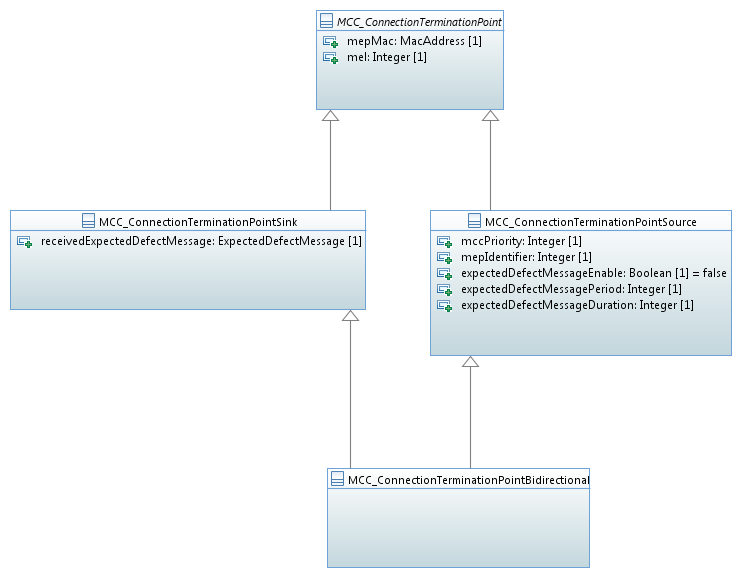 MCC_ConnectionTerminationPoint
mepMac: MacAddress [1]
mel: Integer [1]
MCC_ConnectionTerminationPointSink
receivedExpectedDefectMessage: ExpectedDefectMessage [1]
MCC_ConnectionTerminationPointSource
mccPriority: Integer [1]
mepIdentifier: Integer [1]
expectedDefectMessageEnable: Boolean [1] = false
expectedDefectMessagePeriod: Integer [1]
expectedDefectMessageDuration: Integer [1]
MCC_ConnectionTerminationPointBidirectional